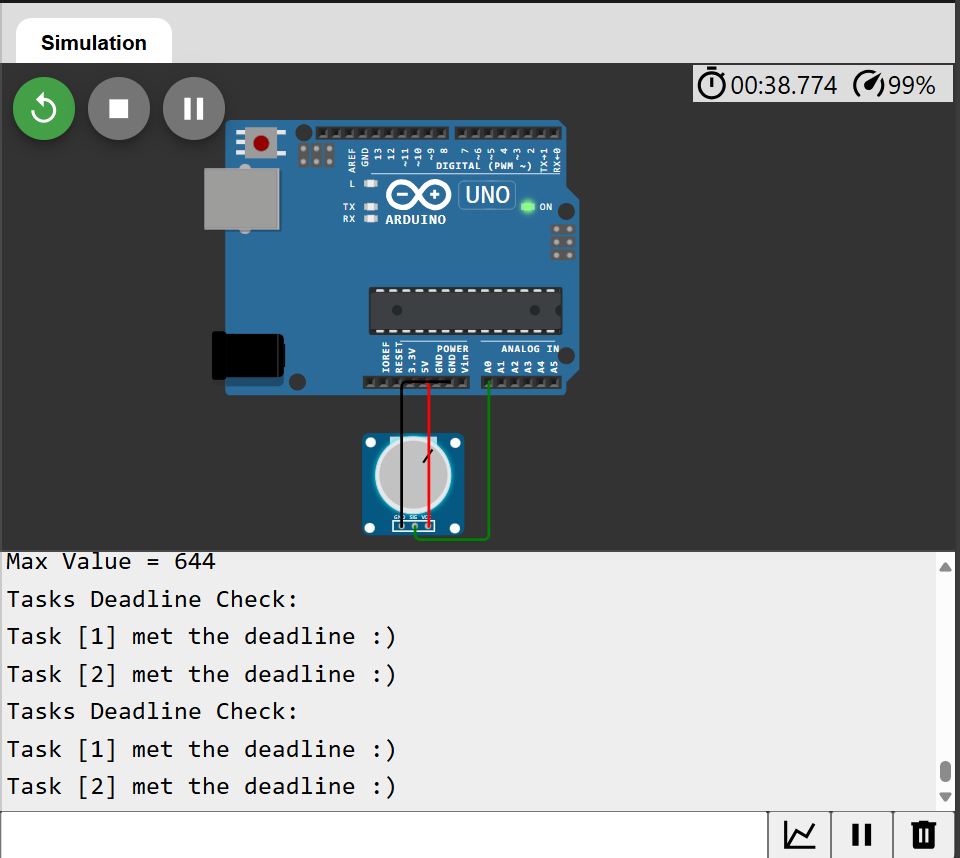 Simulation
00:38.774 99%
AREF
GND
13
12
~11
~10
~9
8
7
~6
~5
4
~3
2
TX→1
RX←0
DIGITAL (PWM ~)
L
TX
RX
ARDUINO
UNO
ON
POWER
ANALOG IN
IOREF
RESET
3.3V
5V
GND
GND
Vin
A0
A1
A2
A3
A4
A5
Max Value = 644
Tasks Deadline Check:
Task [1] met the deadline :)
Task [2] met the deadline :)
Tasks Deadline Check:
Task [1] met the deadline :)
Task [2] met the deadline :)